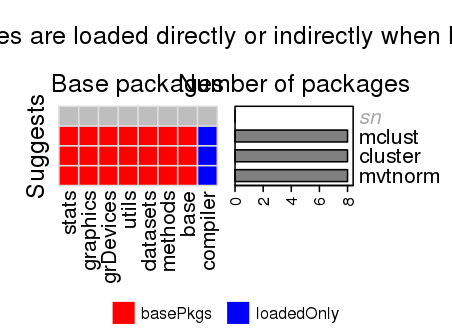 es are loaded directly or indirectly when
Base packages
Number of packages
Suggests
sn
mclust
cluster
mvtnorm
stats
graphics
grDevices
utils
datasets
methods
base
compiler
0 2 4 6 8
basePkgs
loadedOnly